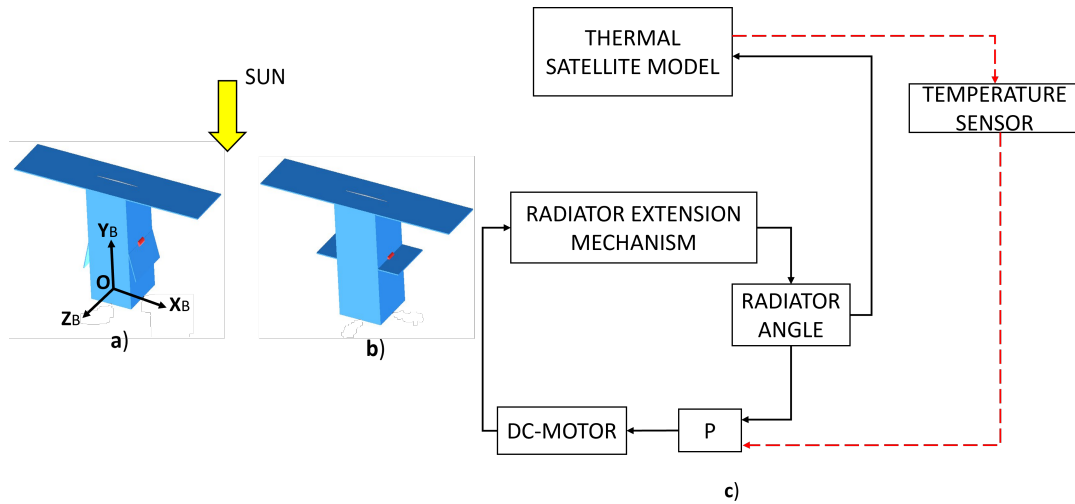 SUN
YB
O
XB
ZB
a)
b)
THERMAL
SATELLITE MODEL
TEMPERATURE
SENSOR
RADIATOR EXTENSION
MECHANISM
RADIATOR
ANGLE
DC-MOTOR
P
c)